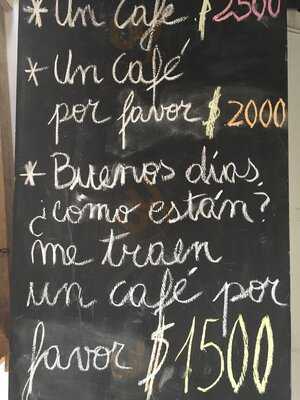 * Un Café $2500
* Un Café
por favor $2000
* Buenos días,
¿cómo están?
me traen
un café por
favor $1500